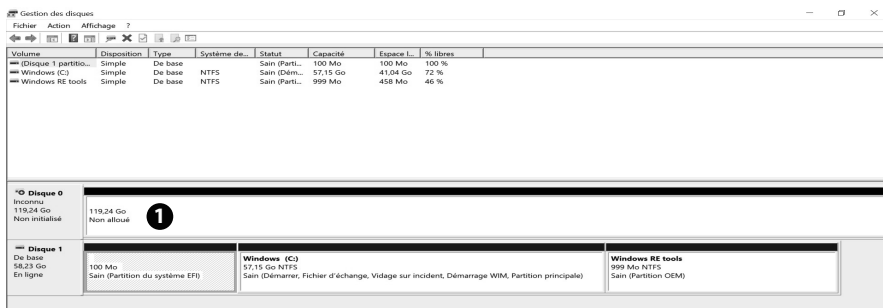 Gestion des disques
Fichier Action Affichage ?
Volume Disposition Type Système de... Statut Capacité Espace l... % libres
(Disque 1 partitio... Simple De base Sain (Parti... 100 Mo 100 Mo 100 %
Windows (C:) Simple De base NTFS Sain (Dém... 57,15 Go 41,04 Go 72 %
Windows RE tools Simple De base NTFS Sain (Parti... 999 Mo 458 Mo 46 %
Disque 0
Inconnu
119,24 Go
Non initialisé
119,24 Go
Non alloué
1
Disque 1
De base
58,23 Go
En ligne
100 Mo
Sain (Partition du système EFI)
Windows (C:)
57,15 Go NTFS
Sain (Démarrer, Fichier d'échange, Vidage sur incident, Démarrage WIM, Partition principale)
Windows RE tools
999 Mo NTFS
Sain (Partition OEM)